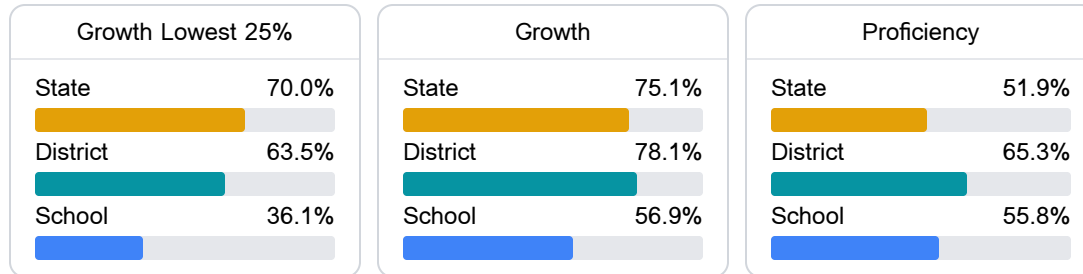 Growth Lowest 25%
State 70.0%
District 63.5%
School 36.1%
Growth
State 75.1%
District 78.1%
School 56.9%
Proficiency
State 51.9%
District 65.3%
School 55.8%